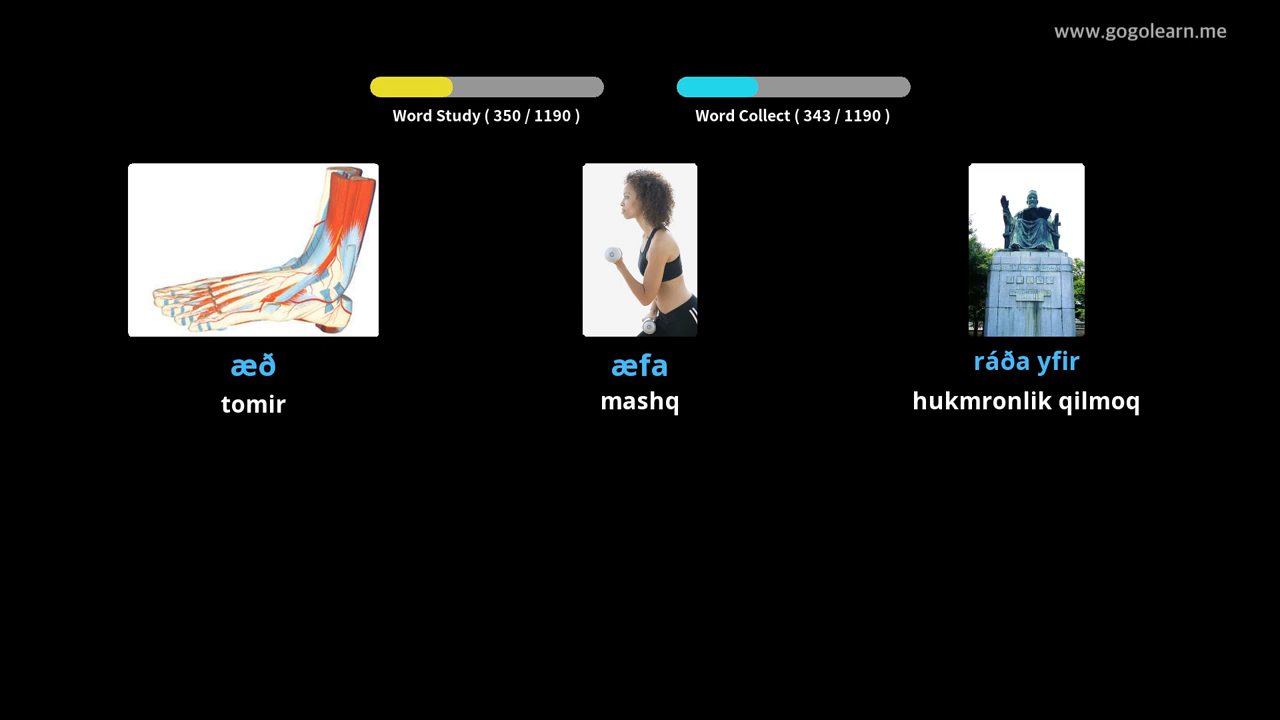 www.gogolearn.me
Word Study ( 350 / 1190 )
Word Collect ( 343 / 1190 )
æð
æfa
ráða yfir
tomir
mashq
hukmronlik qilmoq